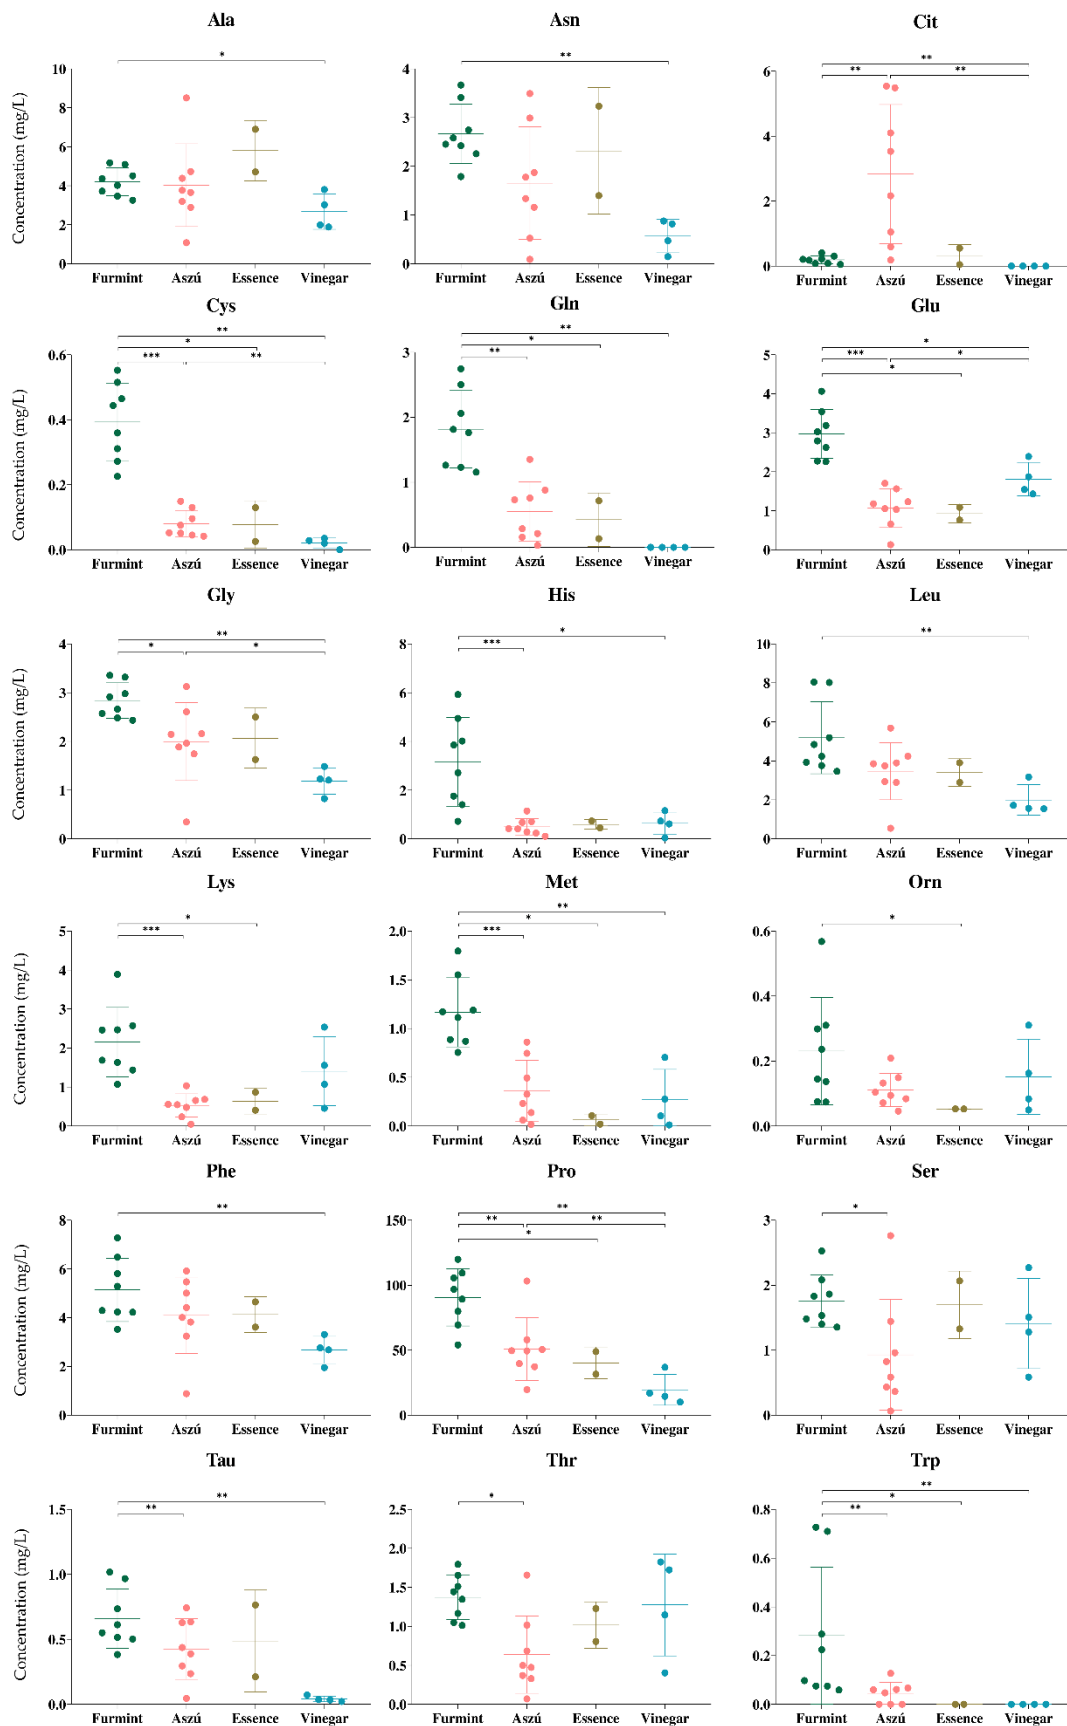 Ala Asn Cit
* ** **
** **
Concentration (mg/L)
10 8 6 4 2 0
4 3 2 1 0
6 4 2 0
Furmint Aszú Essence Vinegar Furmint Aszú Essence Vinegar Furmint Aszú Essence Vinegar
Cys Gln Glu
** ** *
* * *** *
*** ** ** *
Concentration (mg/L)
0.6 0.4 0.2 0.0
3 2 1 0
5 4 3 2 1 0
Furmint Aszú Essence Vinegar Furmint Aszú Essence Vinegar Furmint Aszú Essence Vinegar
Gly His Leu
** * **
* * ***
Concentration (mg/L)
4 3 2 1 0
8 6 4 2 0
10 8 6 4 2 0
Furmint Aszú Essence Vinegar Furmint Aszú Essence Vinegar Furmint Aszú Essence Vinegar
Lys Met Orn
* ** *
*** * 
***
Concentration (mg/L)
5 4 3 2 1 0
2.0 1.5 1.0 0.5 0.0
0.6 0.4 0.2 0.0
Furmint Aszú Essence Vinegar Furmint Aszú Essence Vinegar Furmint Aszú Essence Vinegar
Phe Pro Ser
** ** *
** **
*
Concentration (mg/L)
8 6 4 2 0
150 100 50 0
3 2 1 0
Furmint Aszú Essence Vinegar Furmint Aszú Essence Vinegar Furmint Aszú Essence Vinegar
Tau Thr Trp
** * **
** *
**
Concentration (mg/L)
1.5 1.0 0.5 0.0
2.5 2.0 1.5 1.0 0.5 0.0
0.8 0.6 0.4 0.2 0.0
Furmint Aszú Essence Vinegar Furmint Aszú Essence Vinegar Furmint Aszú Essence Vinegar